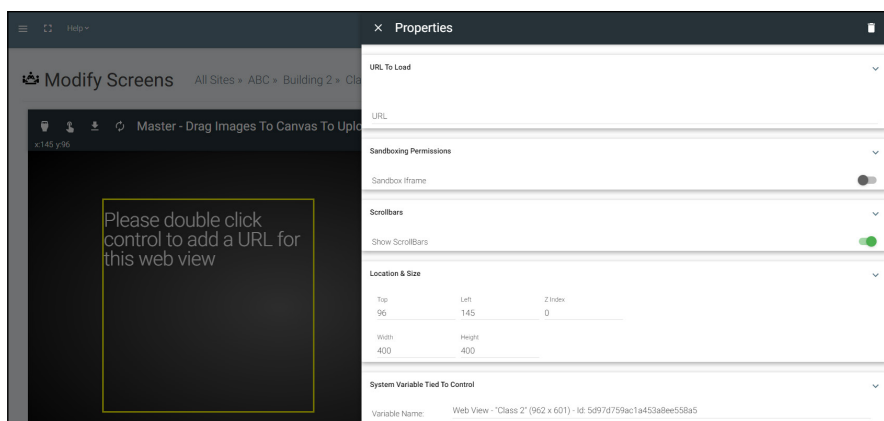 Help
Properties
Modify Screens
All Sites » ABC » Building 2 » Cla
Master - Drag Images To Canvas To Uplo
x:145 y:96
Please double click
control to add a URL for
this web view
URL To Load
URL
Sandboxing Permissions
Sandbox Iframe
Scrollbars
Show ScrollBars
Location & Size
Top Left Z Index
96 145 0
Width Height
400 400
System Variable Tied To Control
Variable Name: Web View - "Class 2" (962 x 601) - Id: 5d97d759ac1a453a8ee558a5